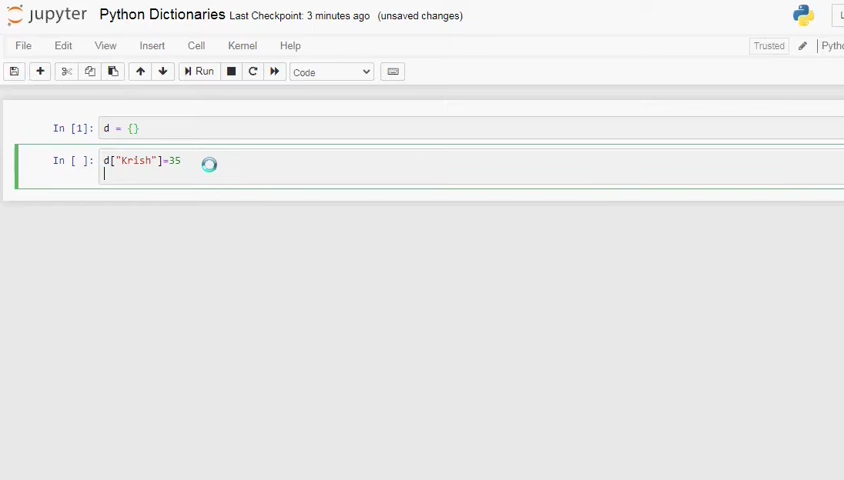 jupyter Python Dictionaries Last Checkpoint: 3 minutes ago (unsaved changes)
File Edit View Insert Cell Kernel Help Trusted
Run Code
In [1]: d = {}
In [ ]: d["Krish"]=35